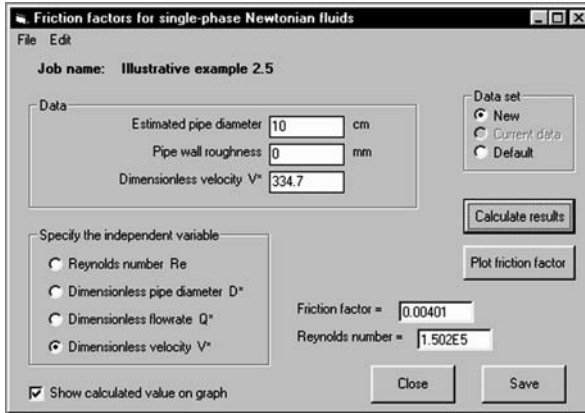 Friction factors for single-phase Newtonian fluids
File Edit
Job name: Illustrative example 2.5
Data
Estimated pipe diameter 10 cm
Pipe wall roughness 0 mm
Dimensionless velocity V* 334.7
Data set
New
Current data
Default
Calculate results
Plot friction factor
Specify the independent variable
Reynolds number Re
Dimensionless pipe diameter D*
Dimensionless flowrate Q*
Dimensionless velocity V*
Friction factor = 0.00401
Reynolds number = 1.502E5
Show calculated value on graph
Close
Save